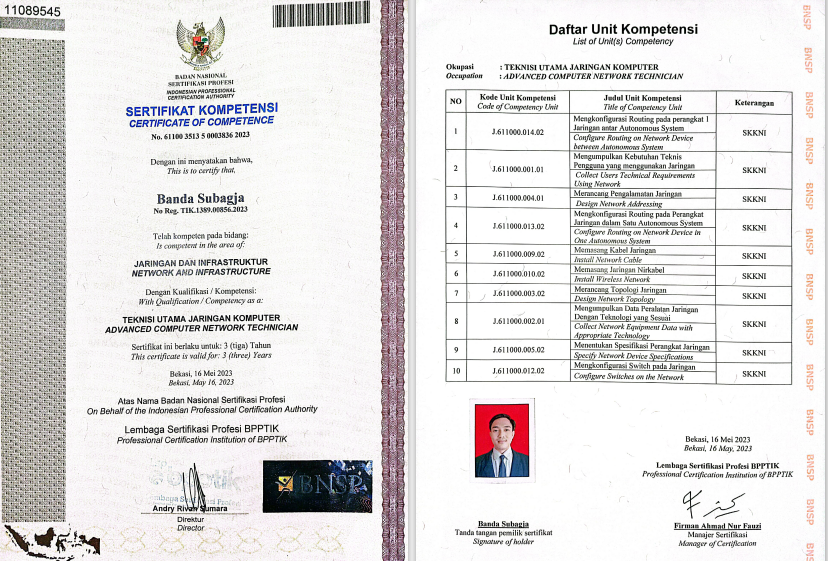 11089545
BADAN NASIONAL
SERTIFIKASI PROFESI
INDONESIAN PROFESSIONAL
CERTIFICATION AUTHORITY
SERTIFIKAT KOMPETENSI
CERTIFICATE OF COMPETENCE
No. 61100 3513 5 0003836 2023
Dengan ini menyatakan bahwa,
This is to certify that,
Banda Subagja
No Reg. TIK.1389.00856.2023
Telah kompeten pada bidang:
Is competent in the area of:
JARINGAN DAN INFRASTRUKTUR
NETWORK AND INFRASTRUCTURE
Dengan Kualifikasi / Kompetensi:
With Qualification / Competency as a:
TEKNISI UTAMA JARINGAN KOMPUTER
ADVANCED COMPUTER NETWORK TECHNICIAN
Sertifikat ini berlaku untuk: 3 (tiga) Tahun
This certificate is valid for: 3 (three) Years
Bekasi, 16 Mei 2023
Bekasi, May 16, 2023
Atas Nama Badan Nasional Sertifikasi Profesi
On Behalf of the Indonesian Professional Certification Authority
Lembaga Sertifikasi Profesi BPPTIK
Professional Certification Institution of BPPTIK
BNSP
Andry Rivan Sumara
Direktur
Director
Daftar Unit Kompetensi
List of Unit(s) Competency
Okupasi : TEKNISI UTAMA JARINGAN KOMPUTER
Occupation : ADVANCED COMPUTER NETWORK TECHNICIAN
NO Kode Unit Kompetensi Judul Unit Kompetensi Keterangan
Code of Competency Unit Title of Competency Unit
1 J.611000.014.02 Mengkonfigurasi Routing pada perangkat 1 SKKNI
Jaringan antar Autonomous System
Configure Routing on Network Device
between Autonomous System
2 J.611000.001.01 Mengumpulkan Kebutuhan Teknis SKKNI
Pengguna yang menggunakan Jaringan
Collect Users Technical Requirements
Using Network
3 J.611000.004.01 Merancang Pengalamatan Jaringan SKKNI
Design Network Addressing
4 J.611000.013.02 Mengkonfigurasi Routing pada Perangkat SKKNI
Jaringan dalam Satu Autonomous System
Configure Routing on Network Device in
One Autonomous System
5 J.611000.009.02 Memasang Kabel Jaringan SKKNI
Install Network Cable
6 J.611000.010.02 Memasang Jaringan Nirkabel SKKNI
Install Wireless Network
7 J.611000.003.02 Merancang Topologi Jaringan SKKNI
Design Network Topology
8 J.611000.002.01 Mengumpulkan Data Peralatan Jaringan SKKNI
Dengan Teknologi yang Sesuai
Collect Network Equipment Data with
Appropriate Technology
9 J.611000.005.02 Menentukan Spesifikasi Perangkat Jaringan SKKNI
Specify Network Device Specifications
10 J.611000.012.02 Mengkonfigurasi Switch pada Jaringan SKKNI
Configure Switches on the Network
Bekasi, 16 Mei 2023
Bekasi, 16 May, 2023
Lembaga Sertifikasi Profesi BPPTIK
Professional Certification Institution of BPPTIK
Banda Subagja
Tanda tangan pemilik sertifikat
Signature of holder
Firman Ahmad Nur Fauzi
Manajer Sertifikasi
Manager of Certification
BNSP
BNSP
BNSP
BNSP
BNSP
BNSP
BNSP
BNSP
BNSP
BNSP
BNSP
BNSP